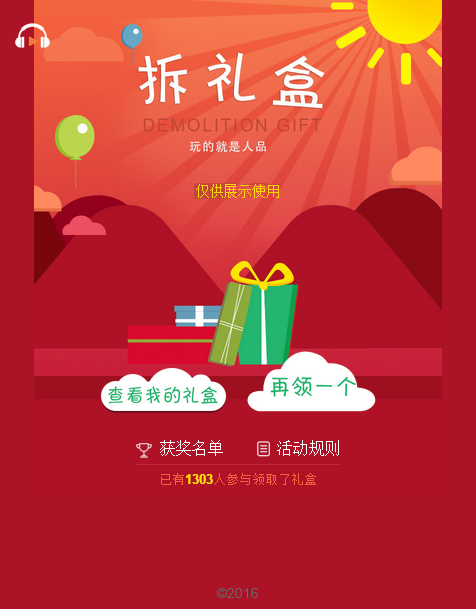 拆礼盒
DEMOLITION GIFT
玩的就是人品
仅供展示使用
查看我的礼盒
再领一个
获奖名单 活动规则
已有1303人参与领取了礼盒
©2016